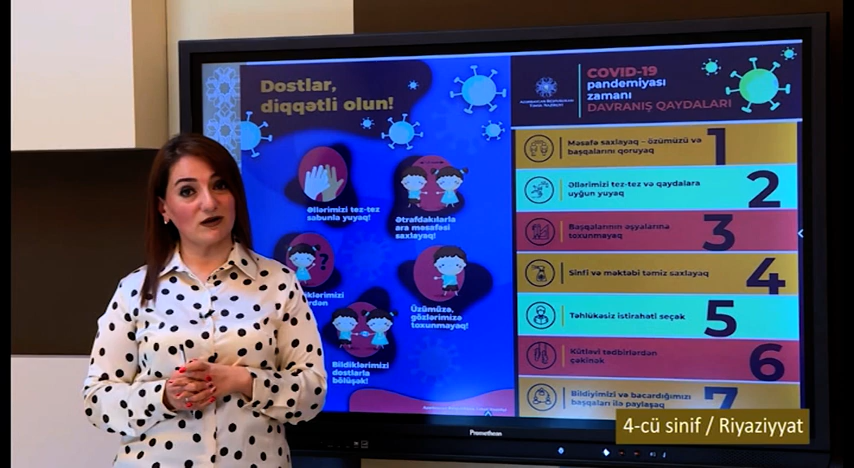 Dostlar,
diqqətli olun!
Əllərimizi tez-tez
sabunla yuyaq!
Ətrafdakılarla
ara məsafəsi
saxlayaq!
Üzümüzə,
gözlərimizə
toxunmayaq!
Bildiklərimizi
dostlarla
bölüşək!
COVID-19
pandemiyası
zamanı
DAVRANIŞ QAYDALARI
Məsafə saxlayaq – özümüzü və
başqalarını qoruyaq
1
Əllərimizi tez-tez və qaydalara
uyğun yuyaq
2
Başqalarının əşyalarına
toxunmayaq
3
Sinfi və məktəbi təmiz saxlayaq
4
Təhlükəsiz istirahəti seçək
5
Kütləvi tədbirlərdən
çəkinək
6
Bildiyimizi və bacardığımızı
başqaları ilə paylaşaq
7
Promethean
4-cü sinif / Riyaziyyat